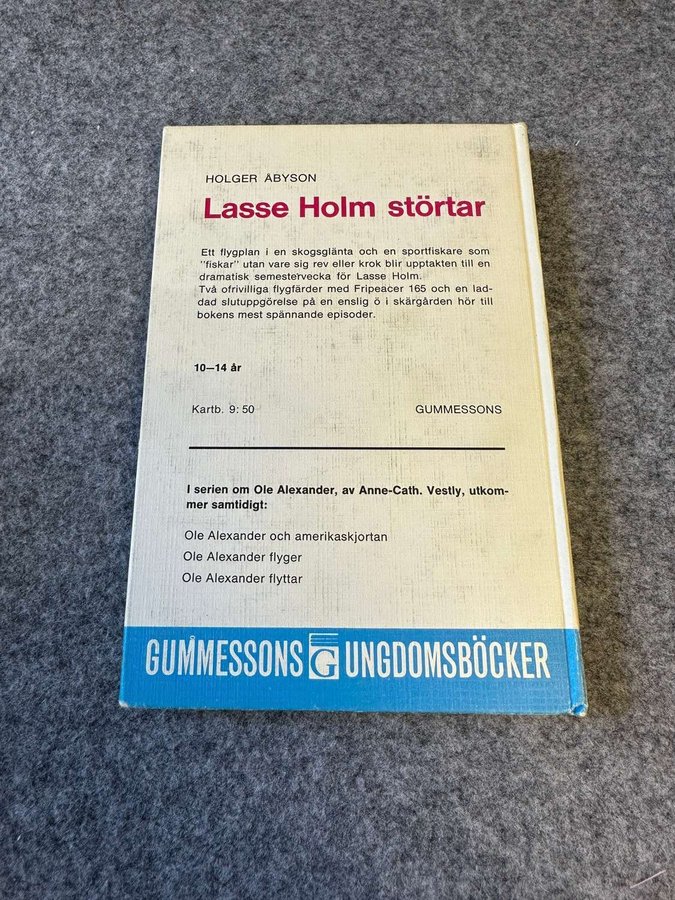 HOLGER ÅBYSON
Lasse Holm störtar
Ett flygplan i en skogsglänta och en sportfiskare som
"fiskar" utan vare sig rev eller krok blir upptakten till en
dramatisk semestervecka för Lasse Holm.
Två ofrivilliga flygfärder med Fripeacer 165 och en lad-
dad slutuppgörelse på en enslig ö i skärgården hör till
bokens mest spännande episoder.
10—14 år
Kartb. 9:50 GUMMESSONS
I serien om Ole Alexander, av Anne-Cath. Vestly, utkom-
mer samtidigt:
Ole Alexander och amerikaskjortan
Ole Alexander flyger
Ole Alexander flyttar
GUMMESSONS G UNGDOMSBÖCKER